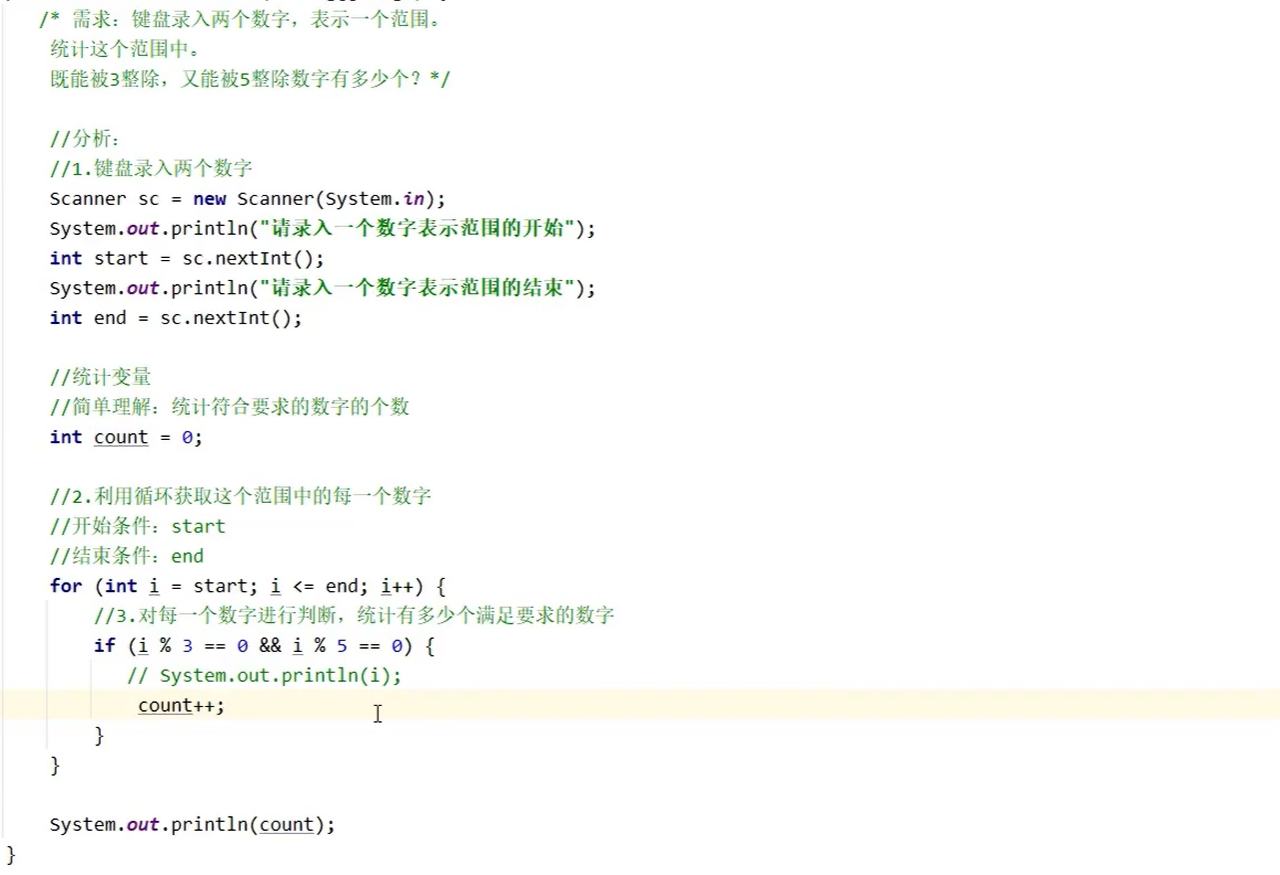 /* 需求：键盘录入两个数字，表示一个范围。
统计这个范围中。
既能被3整除，又能被5整除数字有多少个？*/
//分析：
//1.键盘录入两个数字
Scanner sc = new Scanner(System.in);
System.out.println("请录入一个数字表示范围的开始");
int start = sc.nextInt();
System.out.println("请录入一个数字表示范围的结束");
int end = sc.nextInt();
//统计变量
//简单理解：统计符合要求的数字的个数
int count = 0;
//2.利用循环获取这个范围中的每一个数字
//开始条件：start
//结束条件：end
for (int i = start; i <= end; i++) {
//3.对每一个数字进行判断，统计有多少个满足要求的数字
if (i % 3 == 0 && i % 5 == 0) {
// System.out.println(i);
count++;
}
}
System.out.println(count);
}